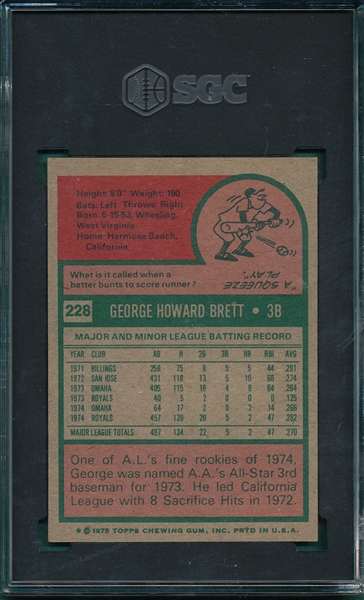 SGC
Height: 6'0" Weight: 190
Bats: Left Throws: Right
Born: 5-15-53, Wheeling,
West Virginia
Home: Hermosa Beach,
California
What is it called when a
batter bunts to score runner?
"A SQUEEZE
PLAY."
228 GEORGE HOWARD BRETT • 3B
MAJOR AND MINOR LEAGUE BATTING RECORD
YEAR CLUB AB H 2B 3B HR RBI AVG
1971 BILLINGS 258 75 8 5 5 44 .291
1972 SAN JOSE 431 118 13 5 10 68 .274
1973 OMAHA 405 115 16 4 8 64 .284
1973 ROYALS 40 5 2 0 0 0 .125
1974 OMAHA 64 17 2 0 2 14 .266
1974 ROYALS 457 129 20 5 2 47 .282
MAJOR LEAGUE TOTALS 497 134 22 5 2 47 .270
One of A.L.'s fine rookies of 1974,
George was named A.A.'s All-Star 3rd
baseman for 1973. He led California
League with 8 Sacrifice Hits in 1972.
★ © 1975 TOPPS CHEWING GUM, INC. PRTD IN U.S.A.